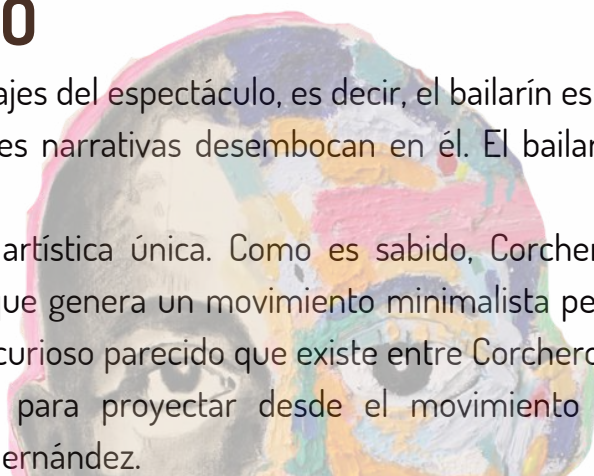 O
ajes del espectáculo, es decir, el bailarín es
es narrativas desembocan en él. El bailar
artística única. Como es sabido, Corcher
ue genera un movimiento minimalista pe
curioso parecido que existe entre Corchero
para proyectar desde el movimiento
ernández.